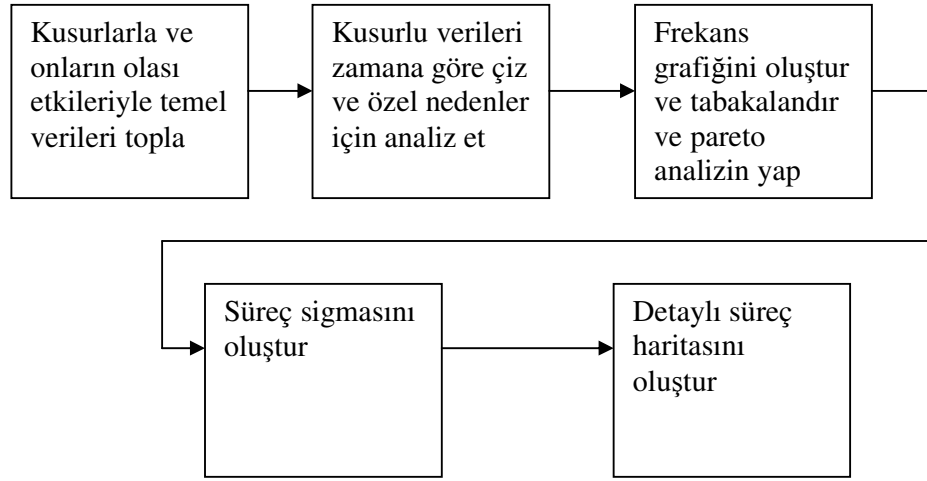 Kusurlarla ve
onların olası
etkileriyle temel
verileri topla
Kusurlu verileri
zamana göre çiz
ve özel nedenler
için analiz et
Frekans
grafiğini oluştur
ve tabakalandır
ve pareto
analizin yap
Süreç sigmasını
oluştur
Detaylı süreç
haritasını
oluştur